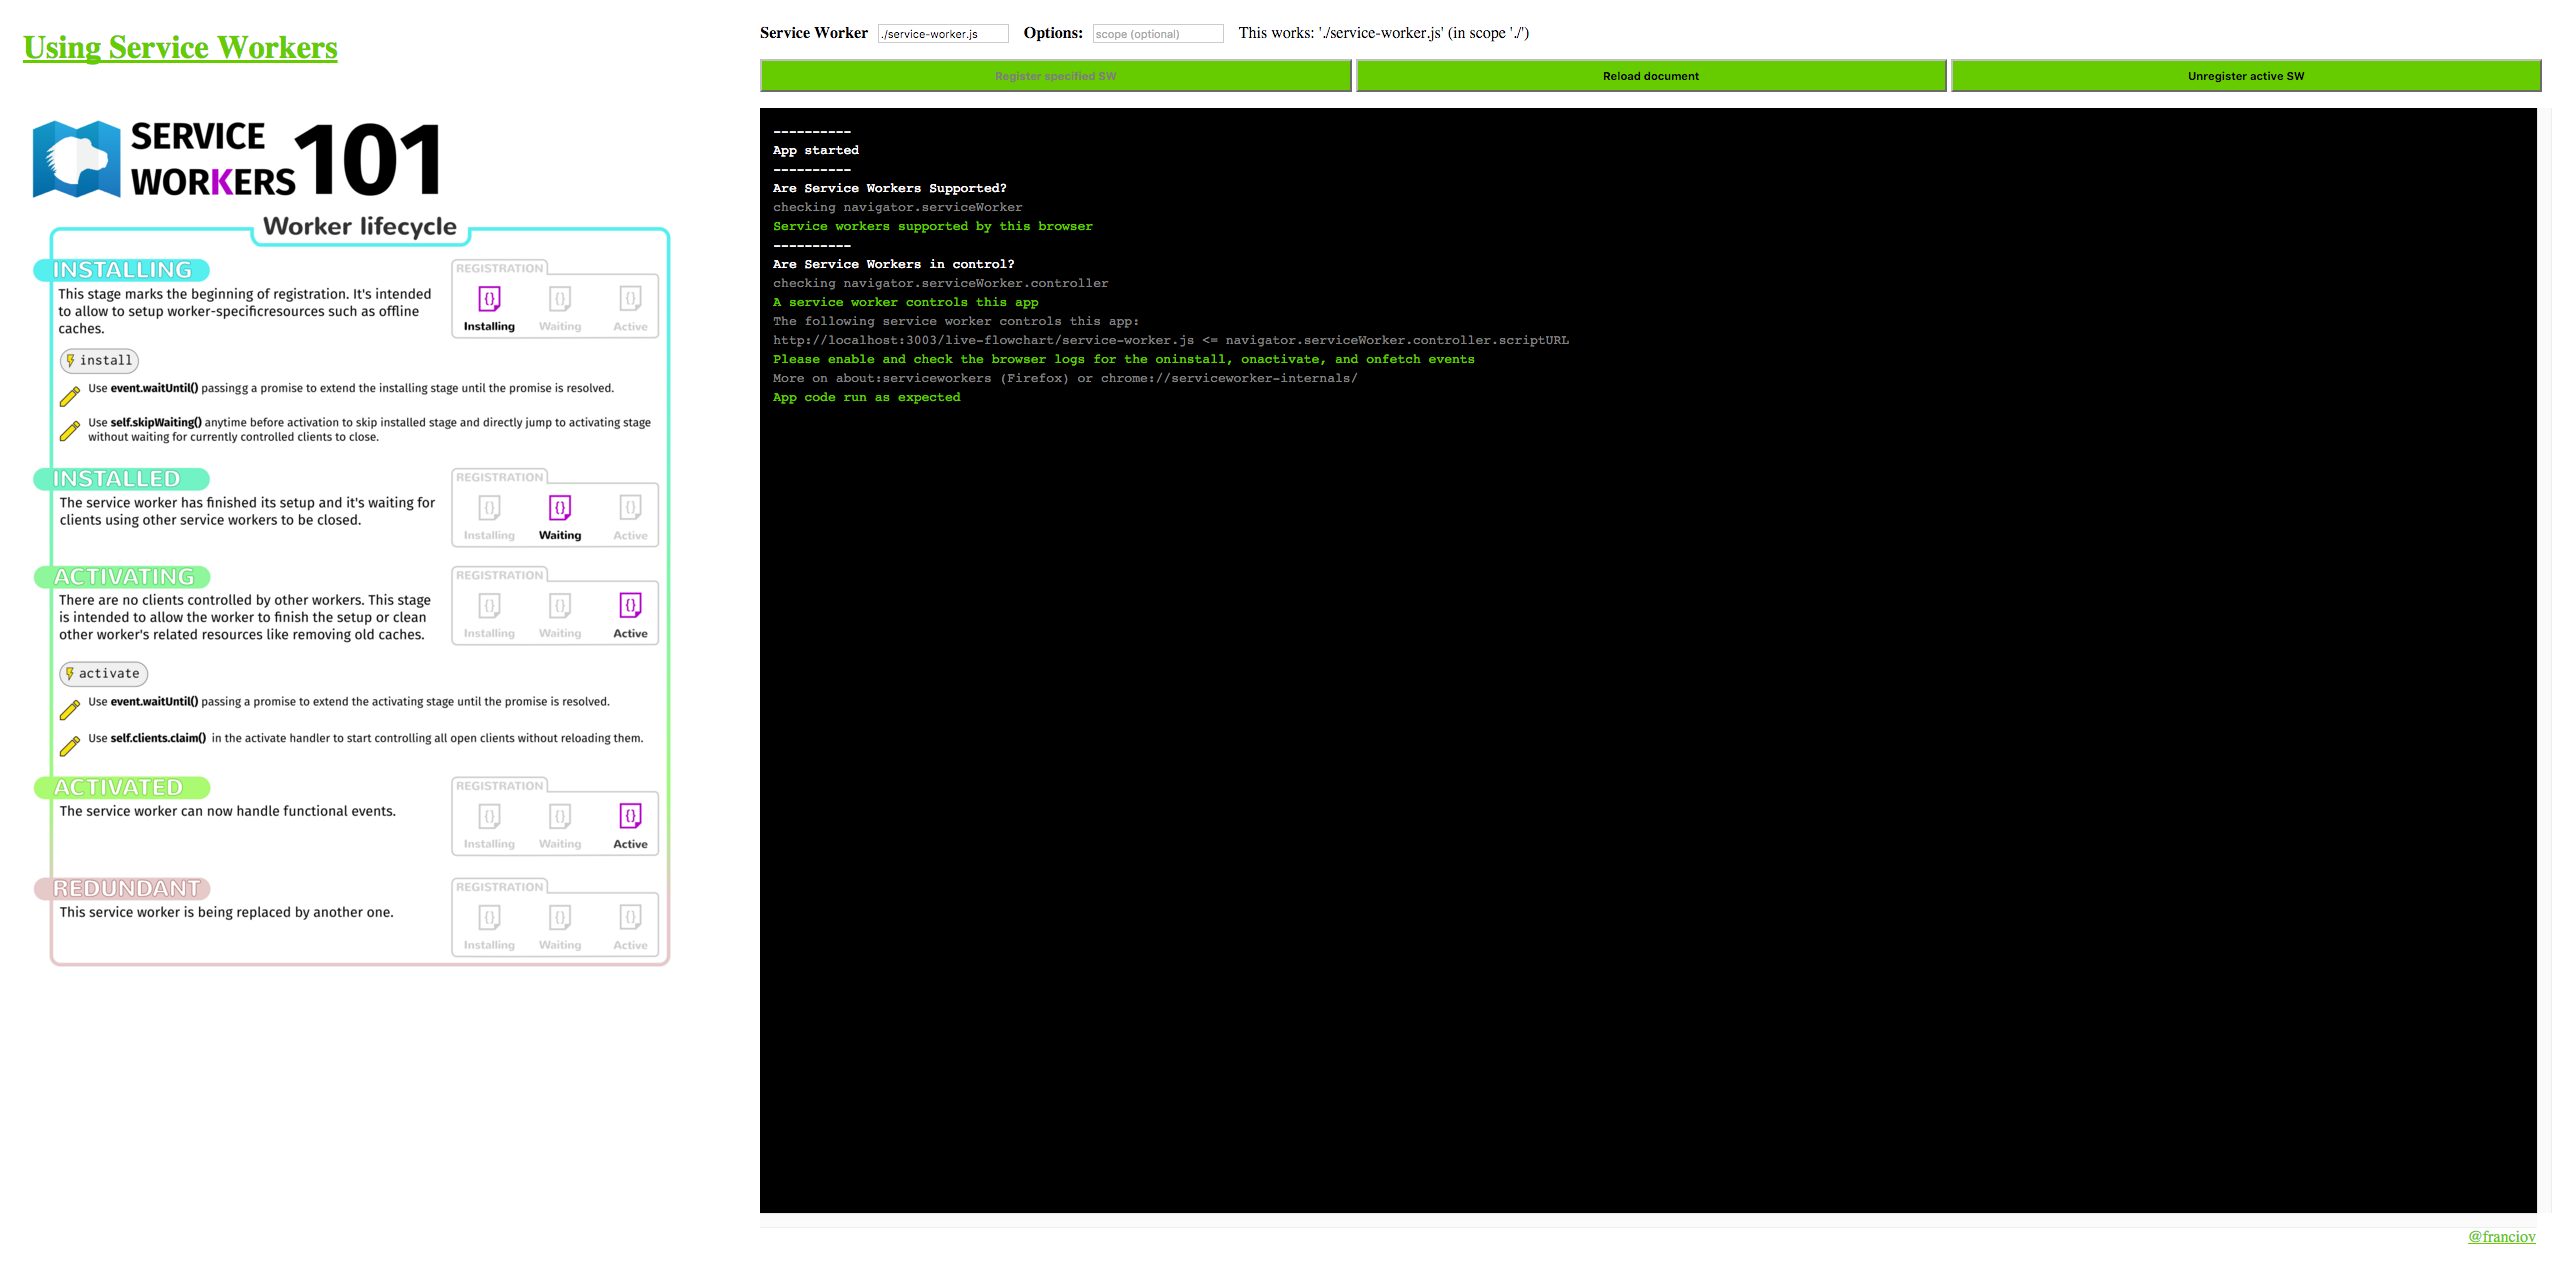 Using Service Workers
SERVICE
WORKERS 101
Worker lifecycle
INSTALLING
This stage marks the beginning of registration. It's intended
to allow to setup worker-specificresources such as offline
caches.
REGISTRATION
Installing Waiting Active
install
Use event.waitUntil() passingg a promise to extend the installing stage until the promise is resolved.
Use self.skipWaiting() anytime before activation to skip installed stage and directly jump to activating stage
without waiting for currently controlled clients to close.
INSTALLED
The service worker has finished its setup and it's waiting for
clients using other service workers to be closed.
REGISTRATION
Installing Waiting Active
ACTIVATING
There are no clients controlled by other workers. This stage
is intended to allow the worker to finish the setup or clean
other worker's related resources like removing old caches.
REGISTRATION
Installing Waiting Active
activate
Use event.waitUntil() passing a promise to extend the activating stage until the promise is resolved.
Use self.clients.claim() in the activate handler to start controlling all open clients without reloading them.
ACTIVATED
The service worker can now handle functional events.
REGISTRATION
Installing Waiting Active
REDUNDANT
This service worker is being replaced by another one.
REGISTRATION
Installing Waiting Active
Service Worker ./service-worker.js Options: scope (optional) This works: './service-worker.js' (in scope './')
Register specified SW Reload document Unregister active SW
----------
App started
----------
Are Service Workers Supported?
checking navigator.serviceWorker
Service workers supported by this browser
----------
Are Service Workers in control?
checking navigator.serviceWorker.controller
A service worker controls this app
The following service worker controls this app:
http://localhost:3003/live-flowchart/service-worker.js <= navigator.serviceWorker.controller.scriptURL
Please enable and check the browser logs for the oninstall, onactivate, and onfetch events
More on about:serviceworkers (Firefox) or chrome://serviceworker-internals/
App code run as expected
@franciov